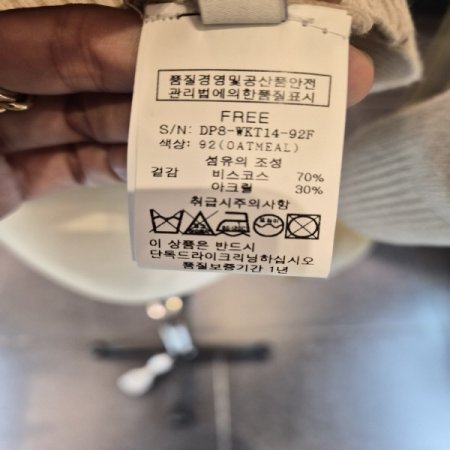 품질경영및공산품안전
관리법에의한품질표시
FREE
S/N: DP8-WKT14-92F
색상: 92(OATMEAL)
섬유의 조성
겉감 비스코스 70%
아크릴 30%
취급시주의사항
이 상품은 반드시
단독드라이크리닝하십시오
품질보증기간 1년